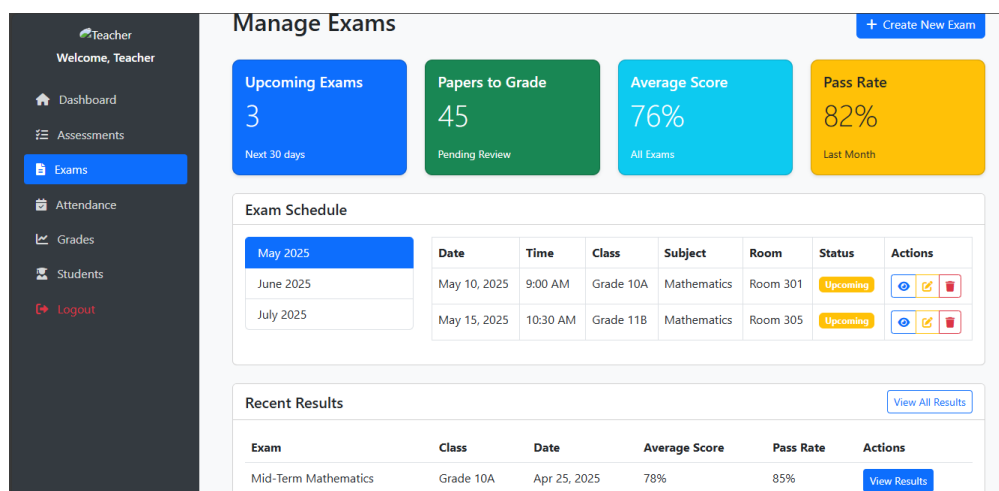 Teacher
Welcome, Teacher
Dashboard
Assessments
Exams
Attendance
Grades
Students
Logout
Manage Exams
+ Create New Exam
Upcoming Exams
3
Next 30 days
Papers to Grade
45
Pending Review
Average Score
76%
All Exams
Pass Rate
82%
Last Month
Exam Schedule
May 2025
June 2025
July 2025
Date Time Class Subject Room Status Actions
May 10, 2025 9:00 AM Grade 10A Mathematics Room 301 Upcoming
May 15, 2025 10:30 AM Grade 11B Mathematics Room 305 Upcoming
Recent Results
View All Results
Exam Class Date Average Score Pass Rate Actions
Mid-Term Mathematics Grade 10A Apr 25, 2025 78% 85% View Results